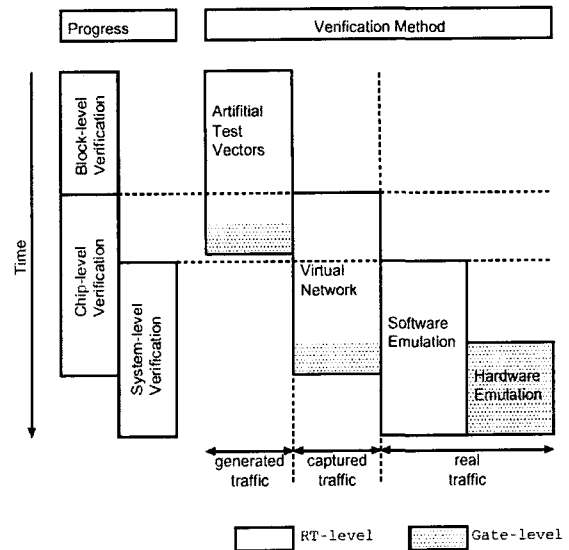 Progress
Verification Method
Time
Block-level
Verification
Chip-level
Verification
System-level
Verification
Artifitial
Test
Vectors
Virtual
Network
Software
Emulation
Hardware
Emulation
generated
traffic
captured
traffic
real
traffic
RT-level
Gate-level